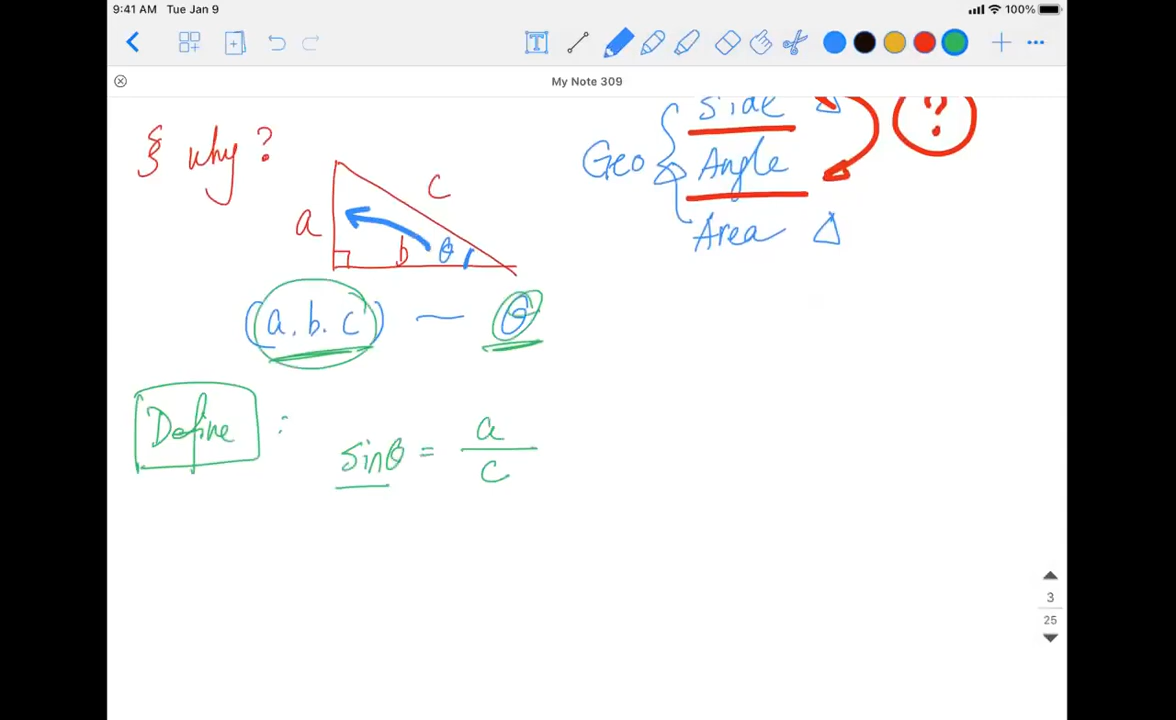 9:41 AM Tue Jan 9
100%
T
My Note 309
§ Why?
a
b
c
θ
Geo
Side Δ
Angle
Area Δ
?
(a. b. c) — θ
Define :
sinθ = a/c
3
25